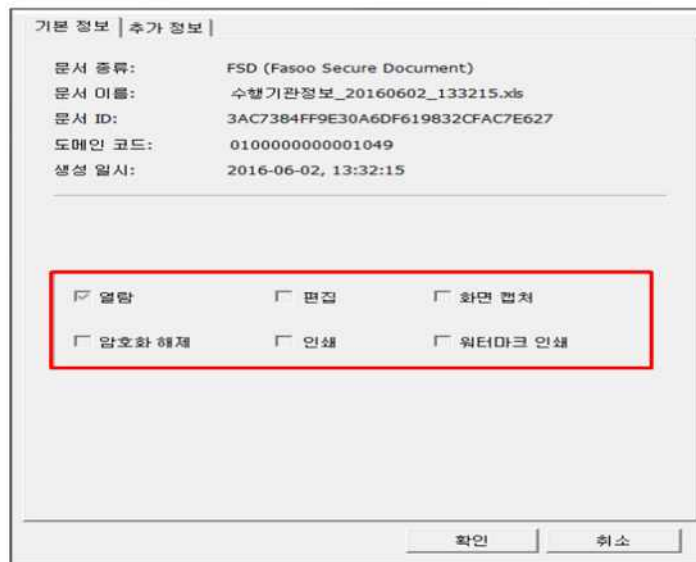 기본 정보 | 추가 정보 |
문서 종류: FSD (Fasoo Secure Document)
문서 이름: 수행기관정보_20160602_133215.xls
문서 ID: 3AC7384FF9E30A6DF619832CFAC7E627
도메인 코드: 0100000000001049
생성 일시: 2016-06-02, 13:32:15
열람 편집 화면 캡처
암호화 해제 인쇄 워터마크 인쇄
확인 취소